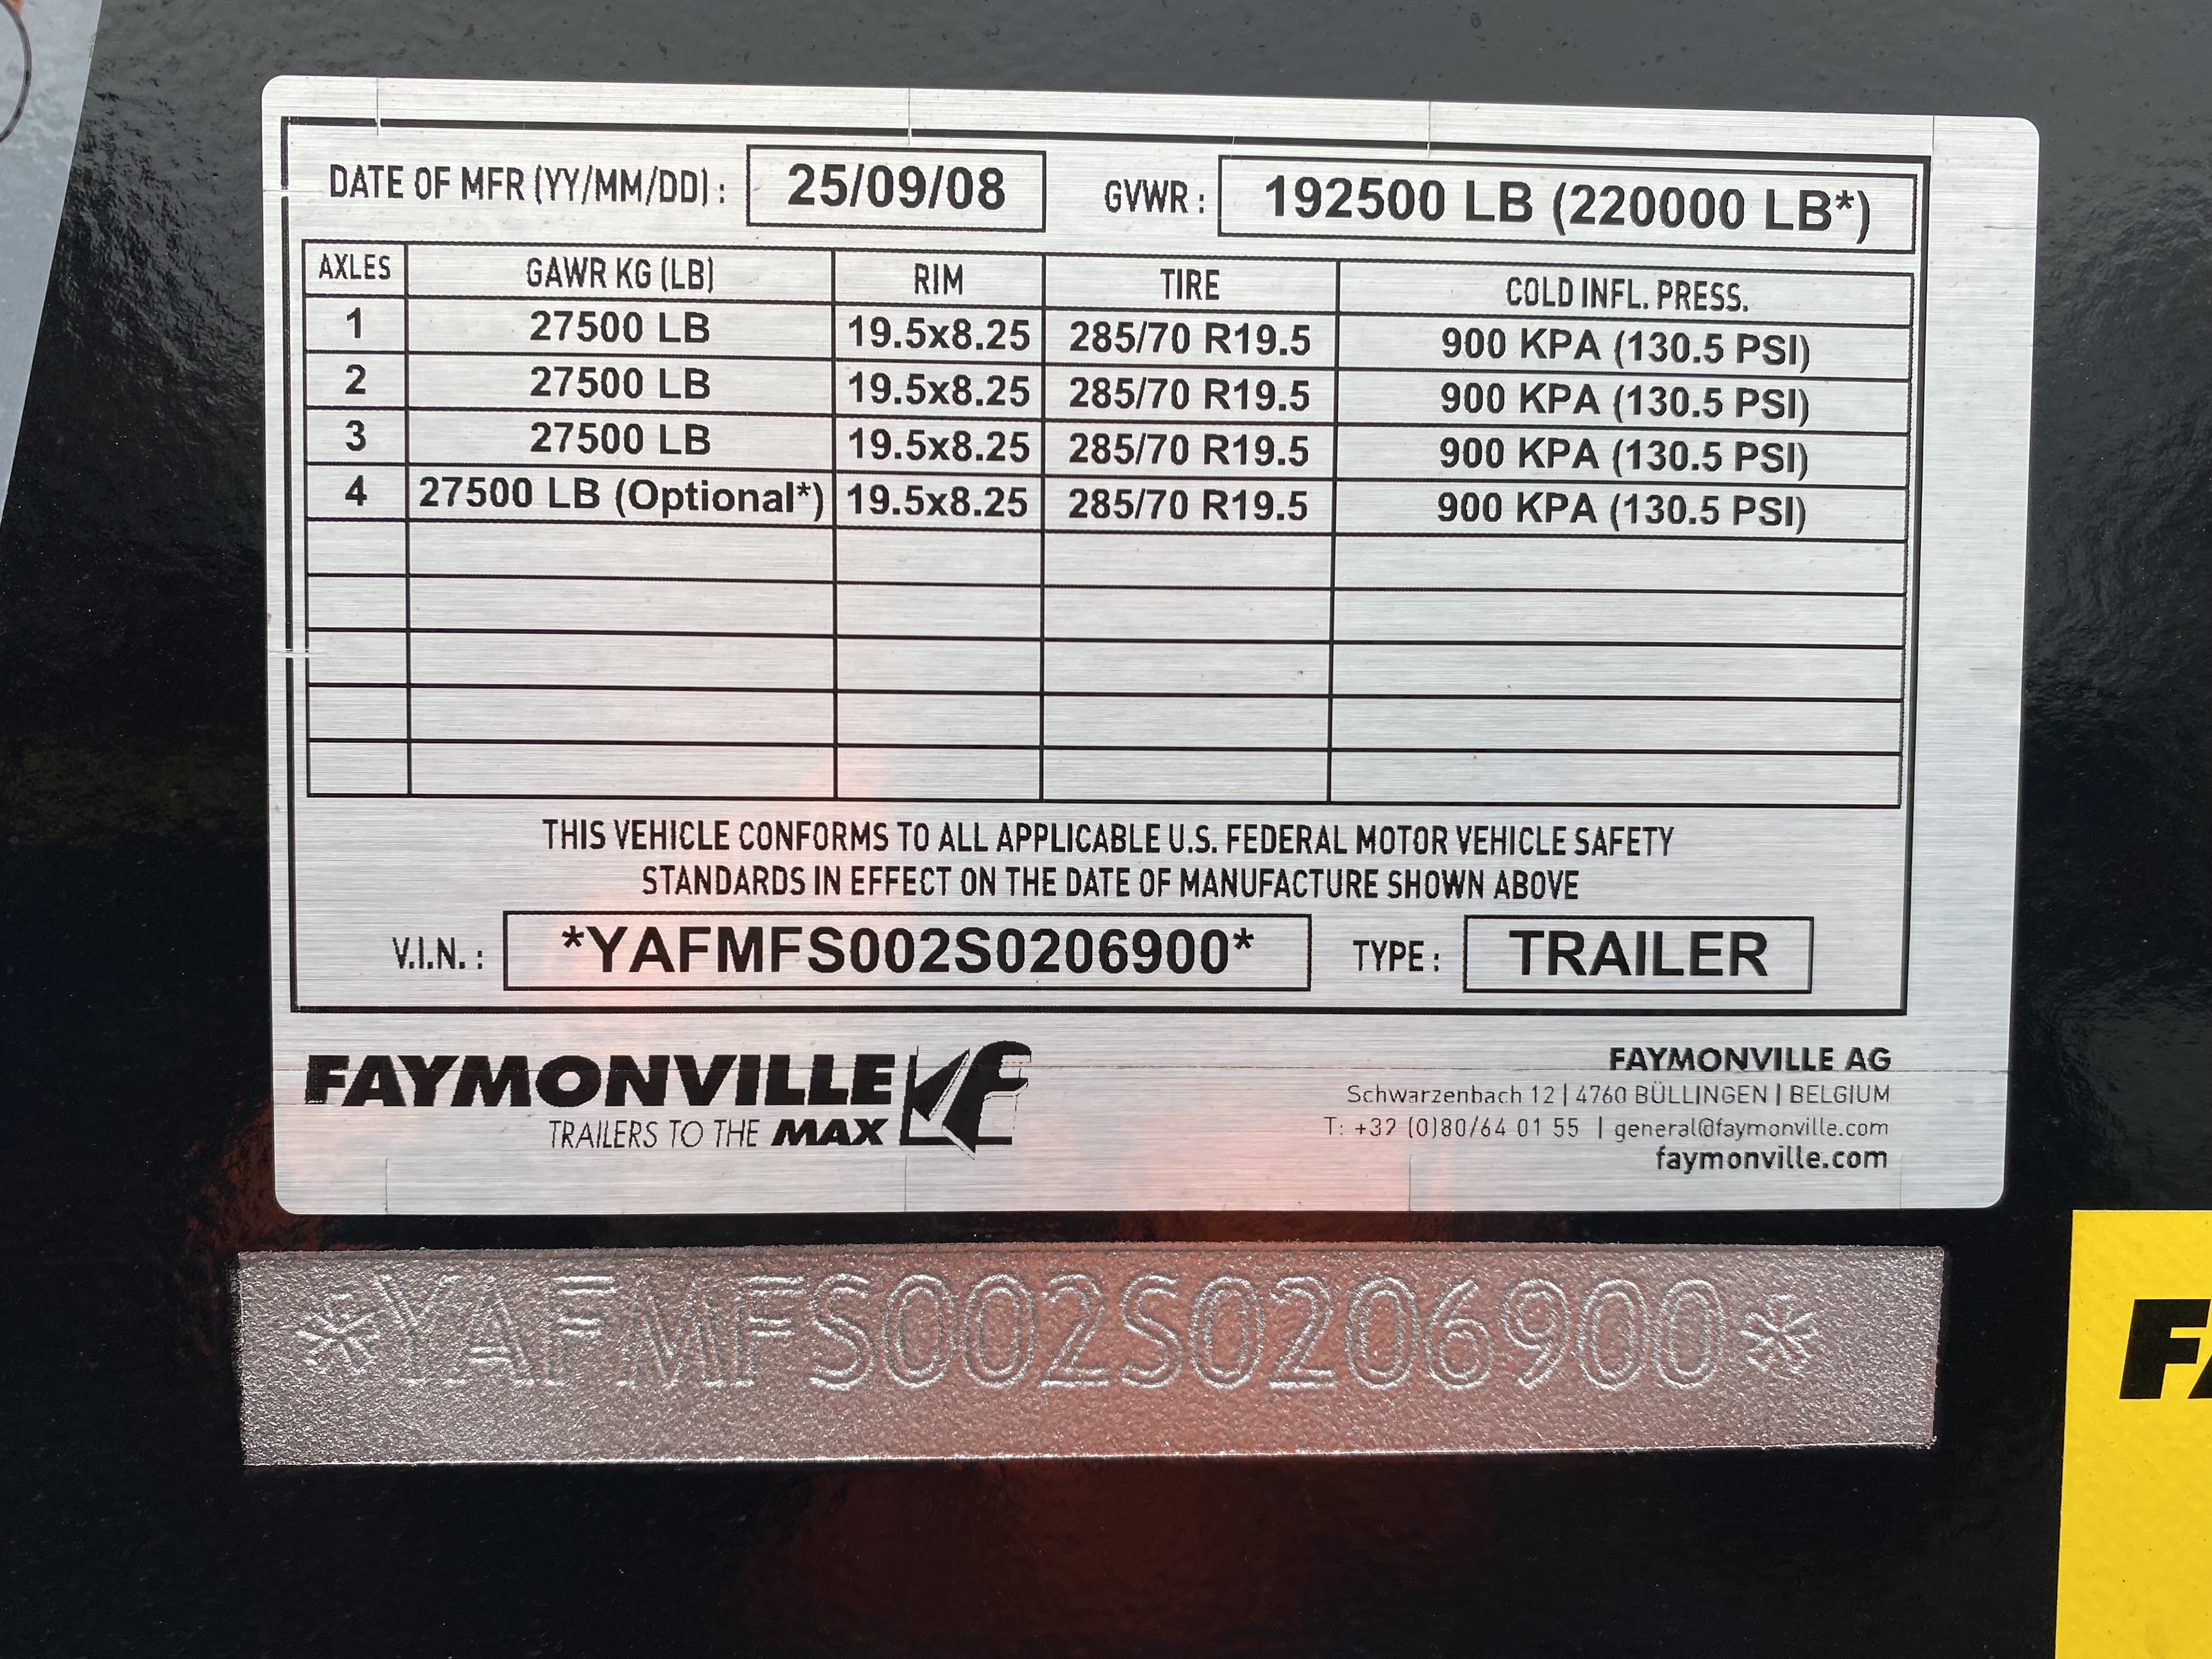 DATE OF MFR (YY/MM/DD) : 25/09/08 GVWR : 192500 LB (220000 LB*)
AXLES GAWR KG (LB) RIM TIRE COLD INFL. PRESS.
1 27500 LB 19.5x8.25 285/70 R19.5 900 KPA (130.5 PSI)
2 27500 LB 19.5x8.25 285/70 R19.5 900 KPA (130.5 PSI)
3 27500 LB 19.5x8.25 285/70 R19.5 900 KPA (130.5 PSI)
4 27500 LB (Optional*) 19.5x8.25 285/70 R19.5 900 KPA (130.5 PSI)
THIS VEHICLE CONFORMS TO ALL APPLICABLE U.S. FEDERAL MOTOR VEHICLE SAFETY
STANDARDS IN EFFECT ON THE DATE OF MANUFACTURE SHOWN ABOVE
V.I.N. : *YAFMFS002S0206900* TYPE : TRAILER
FAYMONVILLE
TRAILERS TO THE MAX
FAYMONVILLE AG
Schwarzenbach 12 | 4760 BÜLLINGEN | BELGIUM
T: +32 (0)80/64 01 55 | general@faymonville.com
faymonville.com
*YAFMFS002S0206900*